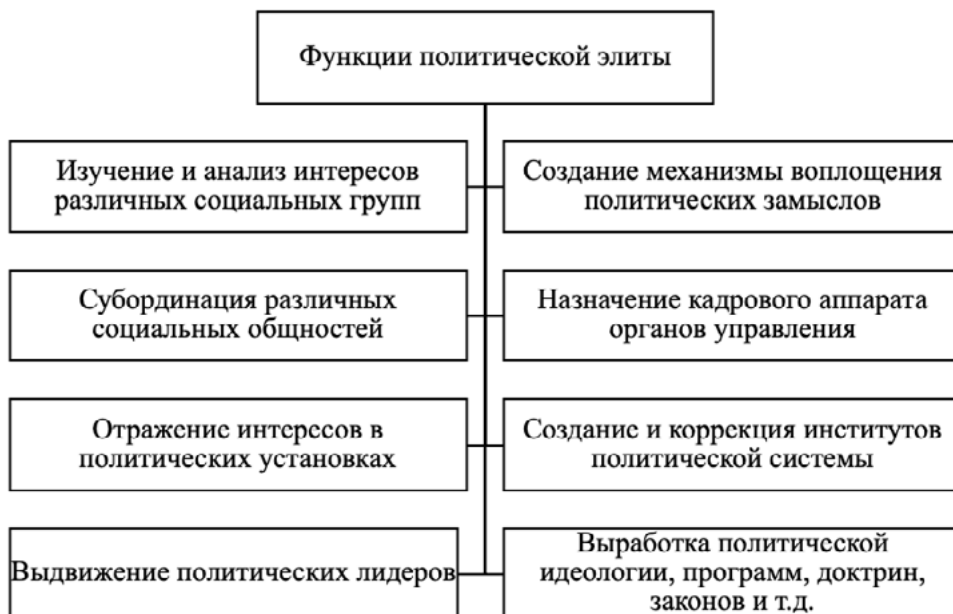 Функции политической элиты
Изучение и анализ интересов
различных социальных групп
Создание механизмы воплощения
политических замыслов
Субординация различных
социальных общностей
Назначение кадрового аппарата
органов управления
Отражение интересов в
политических установках
Создание и коррекция институтов
политической системы
Выдвижение политических лидеров
Выработка политической
идеологии, программ, доктрин,
законов и т.д.